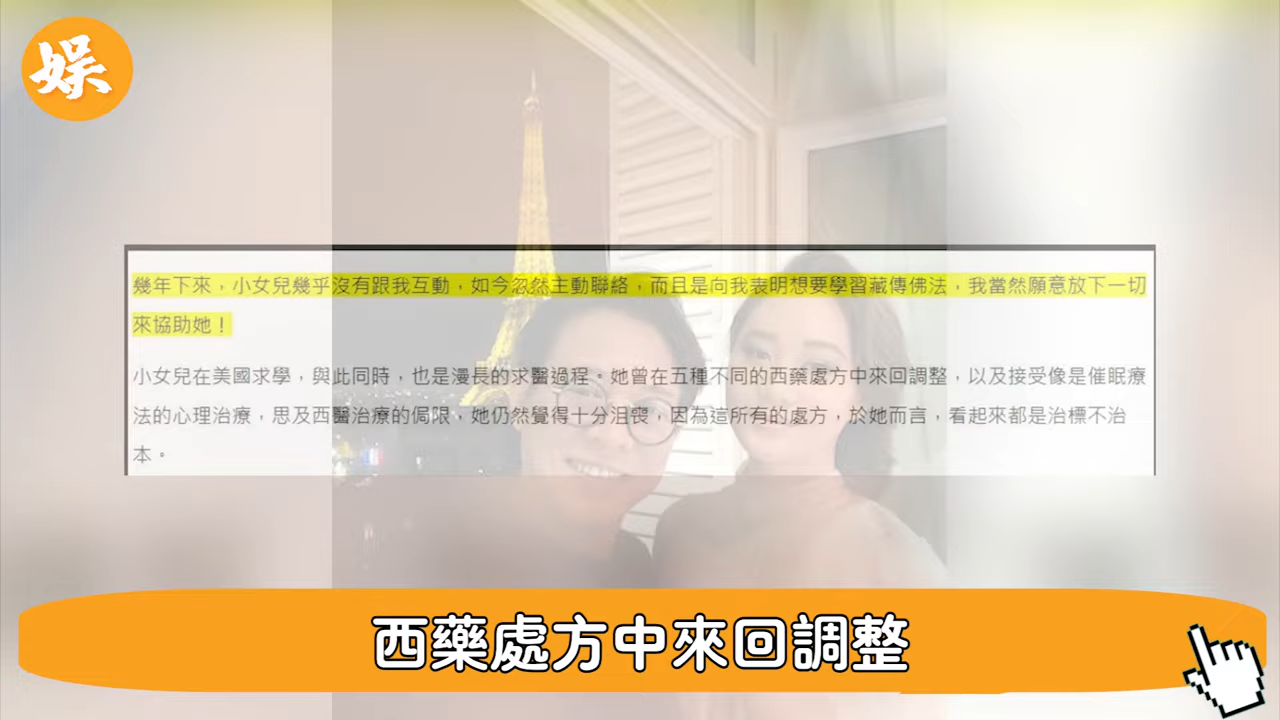 娱
幾年下來，小女兒幾乎沒有跟我互動，如今忽然主動聯絡，而且是向我表明想要學習藏傳佛法，我當然願意放下一切
來協助她！
小女兒在美國求學，與此同時，也是漫長的求醫過程。她曾在五種不同的西藥處方中來回調整，以及接受像是催眠療
法的心理治療，思及西醫治療的侷限，她仍然覺得十分沮喪，因為這所有的處方，於她而言，看起來都是治標不治
本。
西藥處方中來回調整